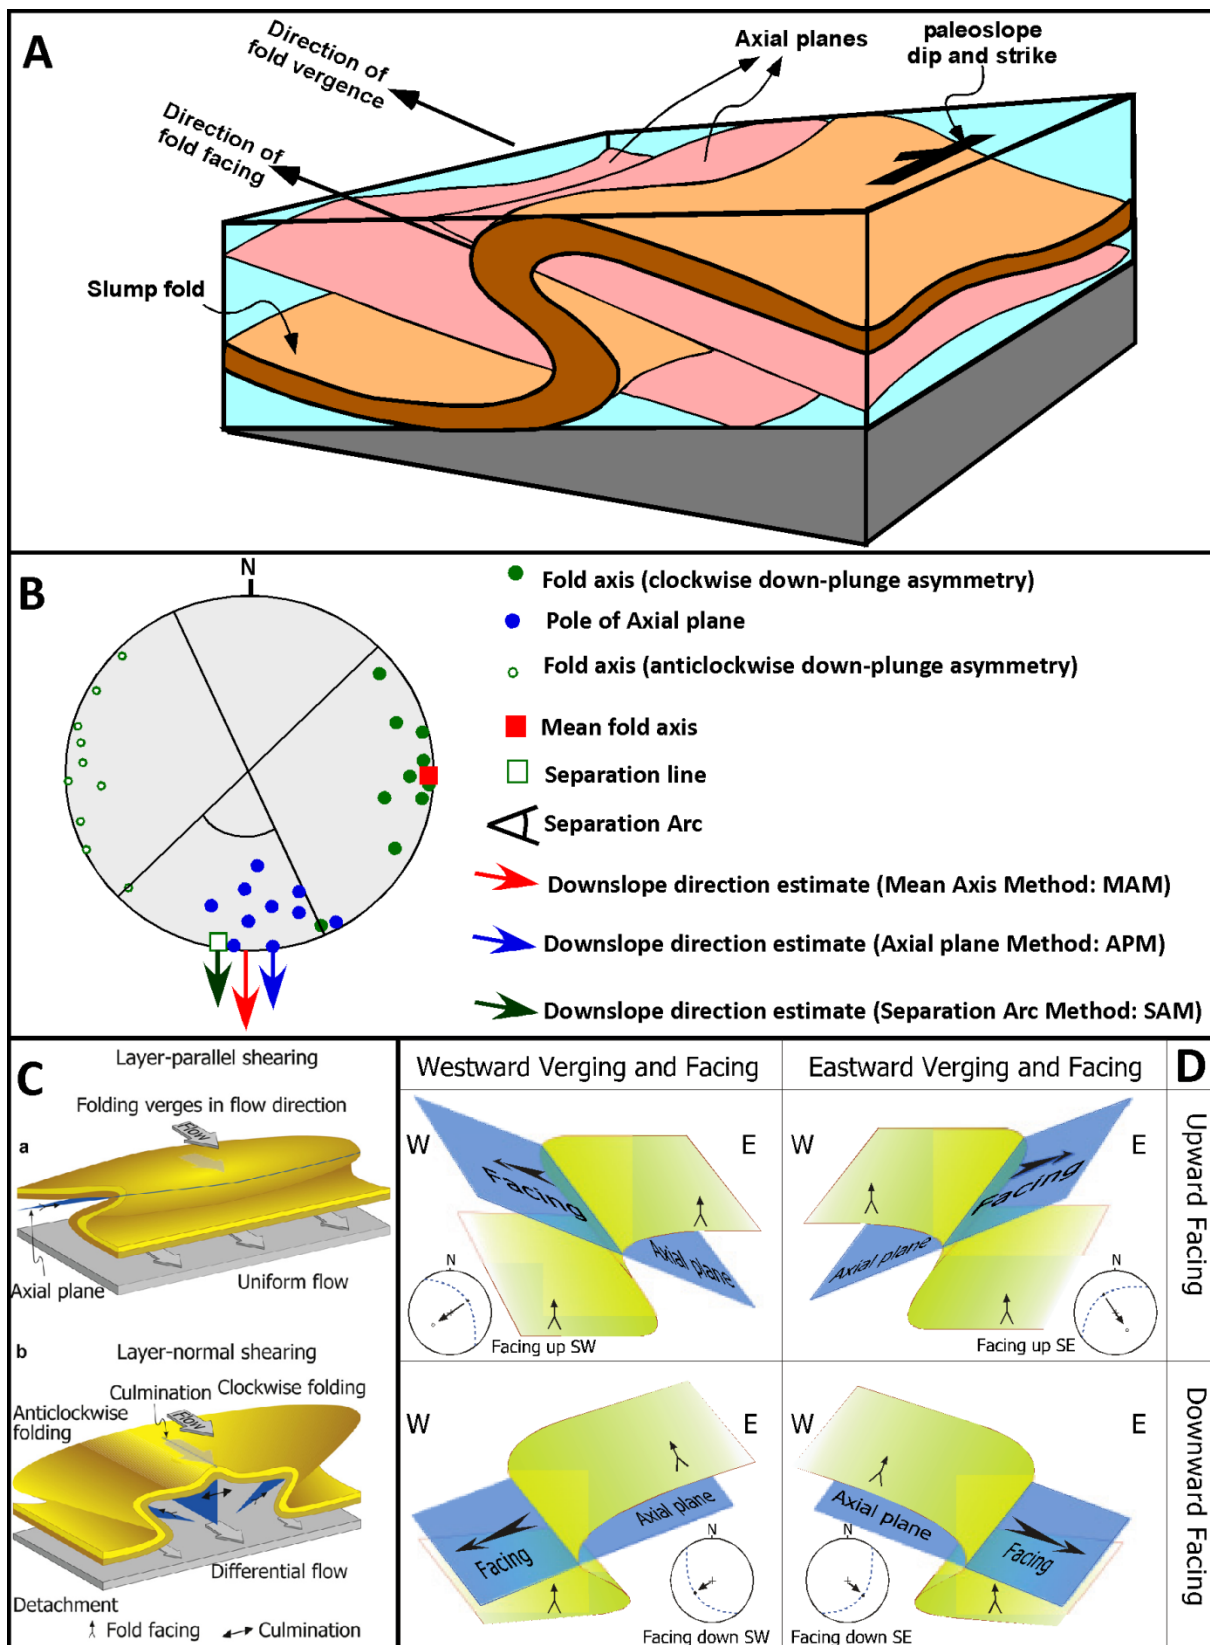 A
Direction of
fold vergence
Direction of
fold facing
Axial planes
paleoslope
dip and strike
Slump fold
B
N
Fold axis (clockwise down-plunge asymmetry)
Pole of Axial plane
Fold axis (anticlockwise down-plunge asymmetry)
Mean fold axis
Separation line
Separation Arc
Downslope direction estimate (Mean Axis Method: MAM)
Downslope direction estimate (Axial plane Method: APM)
Downslope direction estimate (Separation Arc Method: SAM)
C
Layer-parallel shearing
Folding verges in flow direction
a
Flow
Axial plane
Uniform flow
b
Layer-normal shearing
Culmination
Clockwise folding
Anticlockwise
folding
Flow
Differential flow
Detachment
Fold facing
Culmination
D
Westward Verging and Facing
Eastward Verging and Facing
Upward Facing
Downward Facing
W
E
Facing
Axial plane
N
Facing up SW
W
E
Facing
Axial plane
N
Facing up SE
W
E
Axial plane
Facing
N
Facing down SW
W
E
Axial plane
Facing
N
Facing down SE